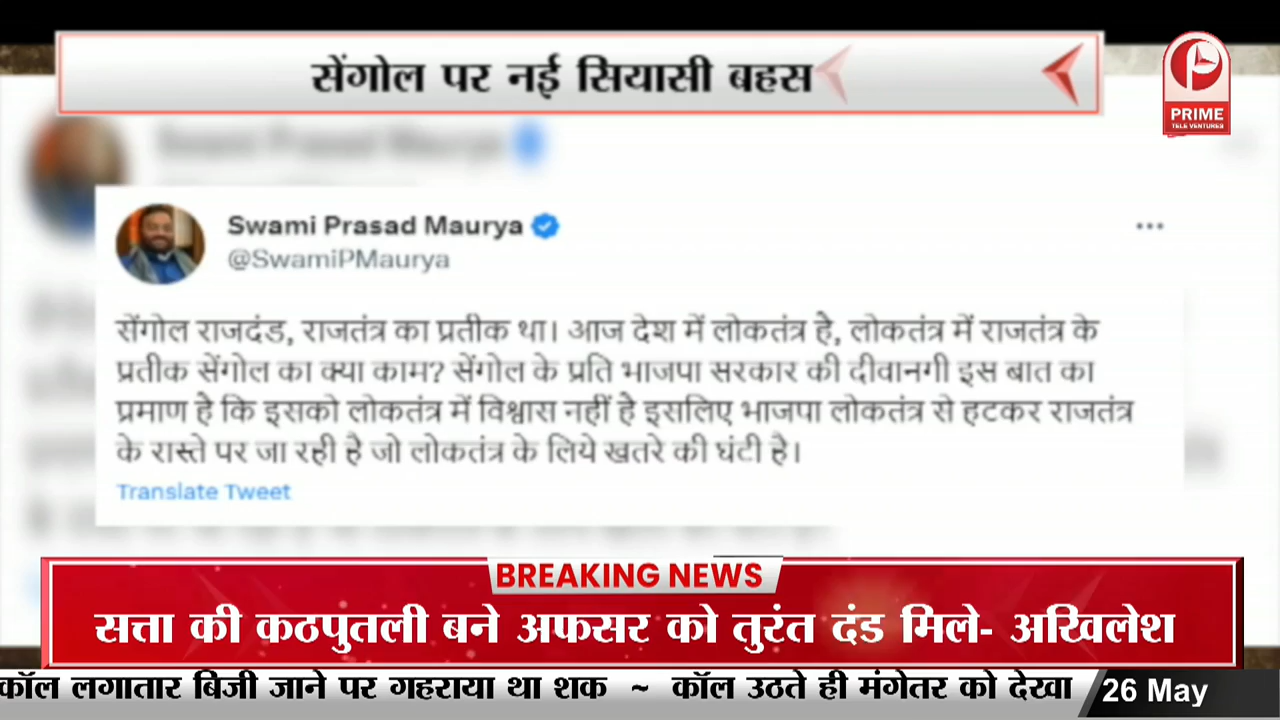 सेंगोल पर नई सियासी बहस
PRIME
TELE VENTURES
Swami Prasad Maurya
@SwamiPMaurya
सेंगोल राजदंड, राजतंत्र का प्रतीक था। आज देश में लोकतंत्र है, लोकतंत्र में राजतंत्र के
प्रतीक सेंगोल का क्या काम? सेंगोल के प्रति भाजपा सरकार की दीवानगी इस बात का
प्रमाण है कि इसको लोकतंत्र में विश्वास नहीं है इसलिए भाजपा लोकतंत्र से हटकर राजतंत्र
के रास्ते पर जा रही है जो लोकतंत्र के लिये खतरे की घंटी है।
Translate Tweet
BREAKING NEWS
सत्ता की कठपुतली बने अफसर को तुरंत दंड मिले- अखिलेश
कॉल लगातार बिजी जाने पर गहराया था शक ~ कॉल उठते ही मंगेतर को देखा
26 May